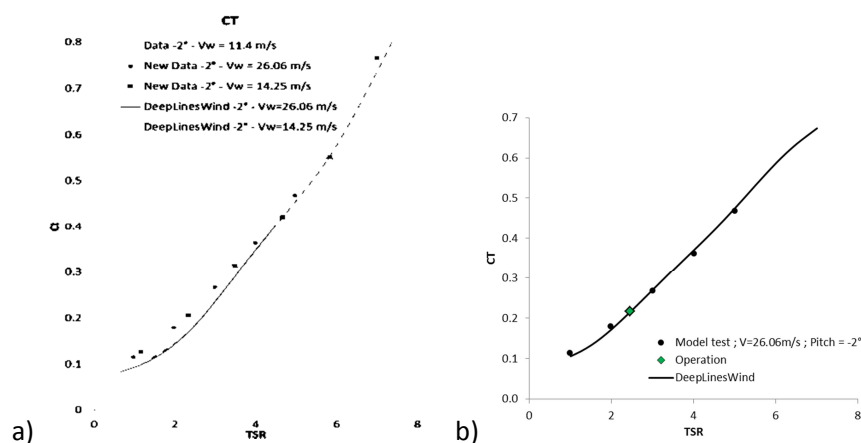 CT
0.8
Data -2° - Vw = 11.4 m/s
New Data -2° - Vw = 26.06 m/s
0.7
New Data -2° - Vw = 14.25 m/s
DeepLinesWind -2° - Vw=26.06 m/s
0.6
DeepLinesWind -2° - Vw=14.25 m/s
0.5
Ct
0.4
0.3
0.2
0.1
0
0 2 4 6 8
TSR
a)
0.7
0.6
0.5
0.4
CT
0.3
0.2
Model test ; V=26.06m/s ; Pitch = -2°
Operation
0.1
DeepLinesWind
0.0
0 1 2 3 4 5 6 7 8
TSR
b)